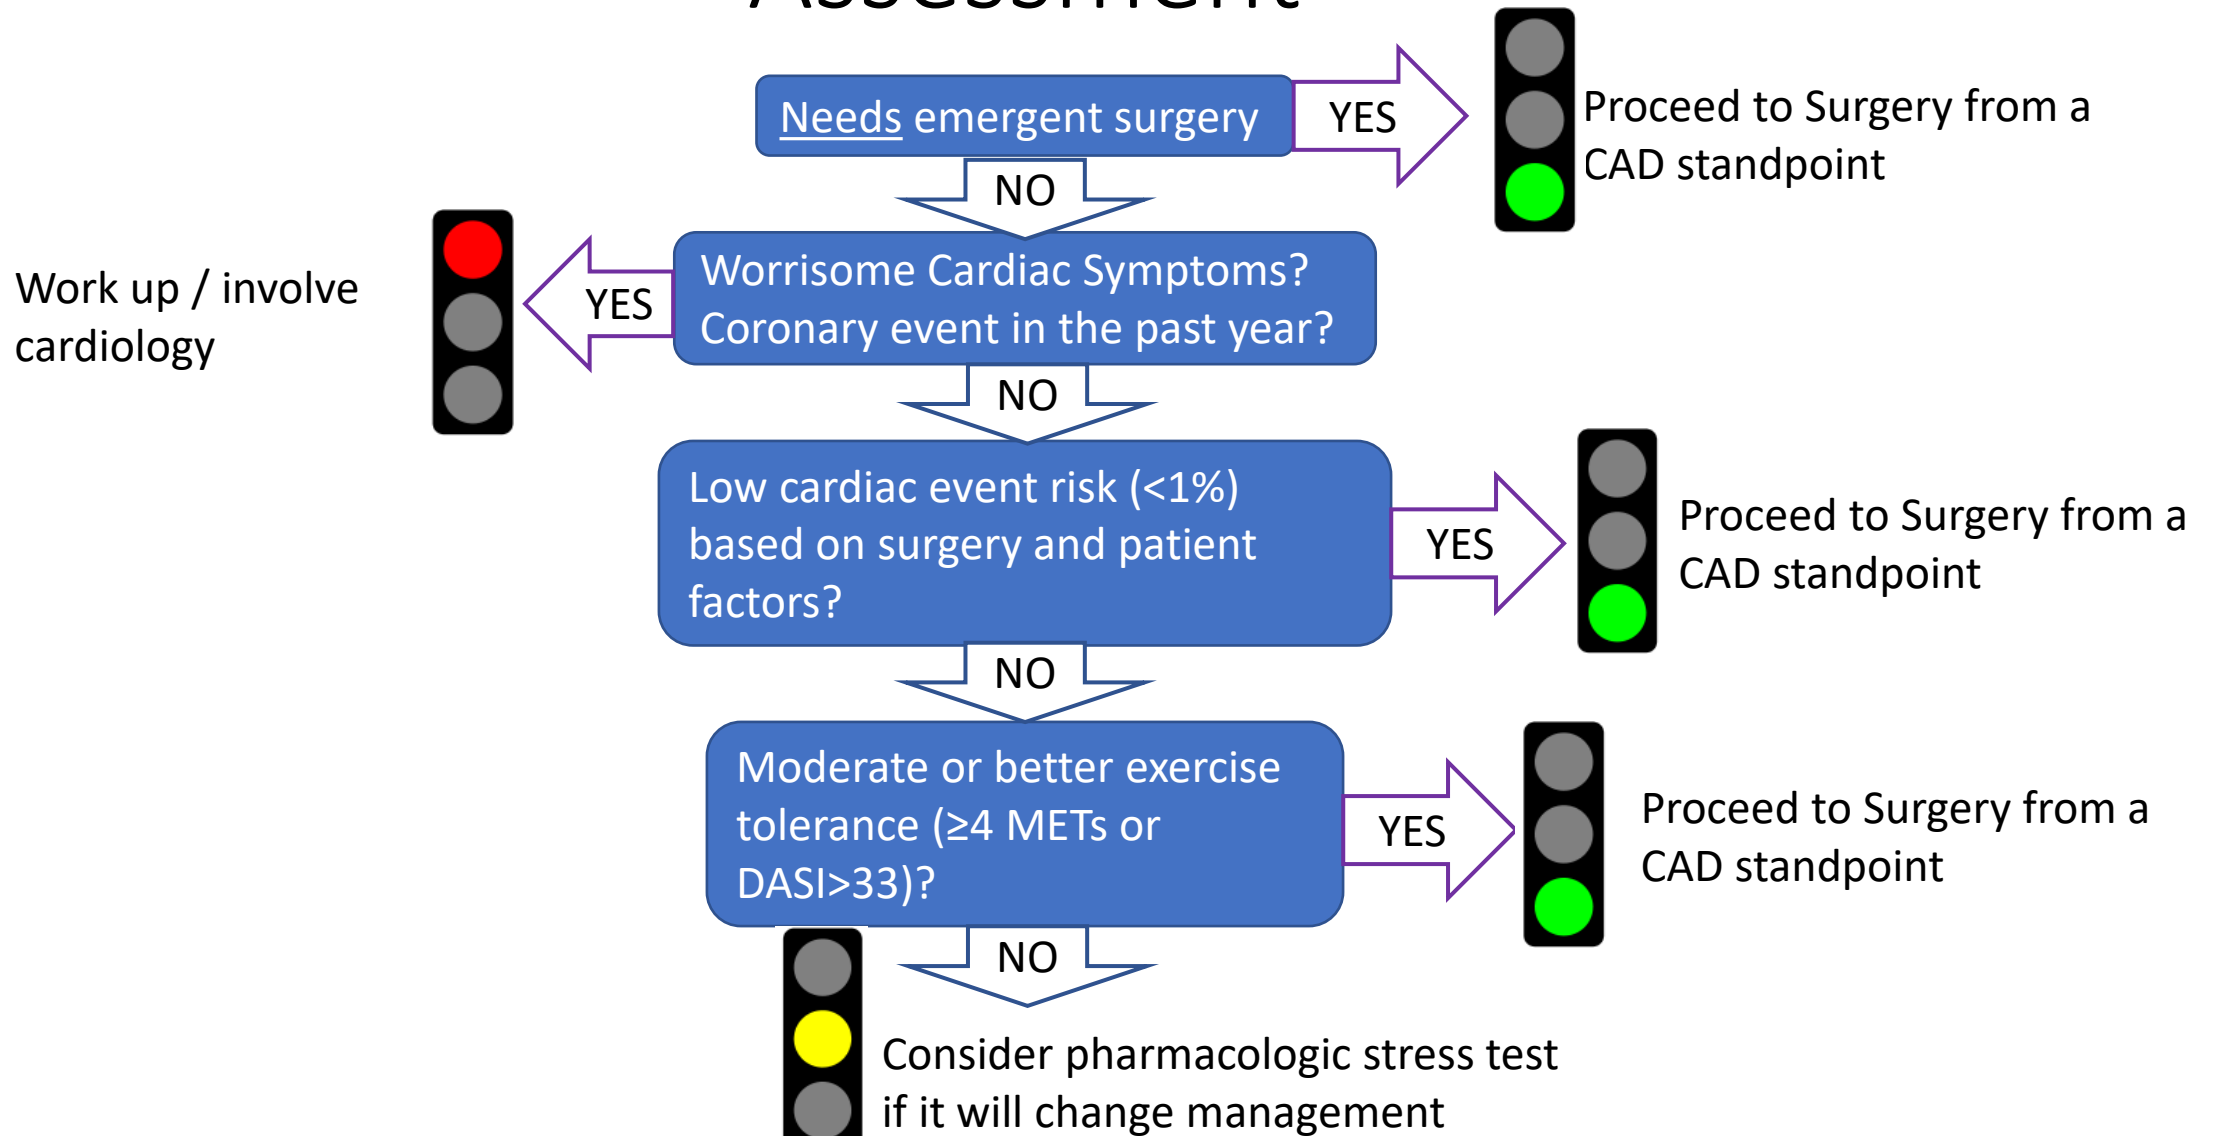 Assessment
Needs emergent surgery
YES
Proceed to Surgery from a
CAD standpoint
NO
Work up / involve
cardiology
YES
Worrisome Cardiac Symptoms?
Coronary event in the past year?
NO
Low cardiac event risk (<1%)
based on surgery and patient
factors?
YES
Proceed to Surgery from a
CAD standpoint
NO
Moderate or better exercise
tolerance (≥4 METs or
DASI>33)?
YES
Proceed to Surgery from a
CAD standpoint
NO
Consider pharmacologic stress test
if it will change management